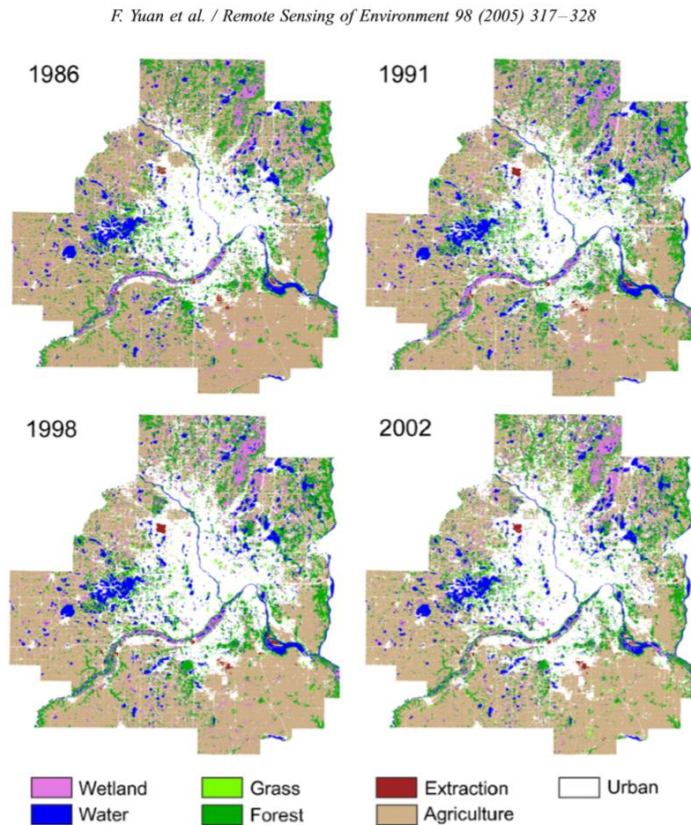 F. Yuan et al. / Remote Sensing of Environment 98 (2005) 317–328
1986
1991
1998
2002
Wetland
Grass
Extraction
Urban
Water
Forest
Agriculture